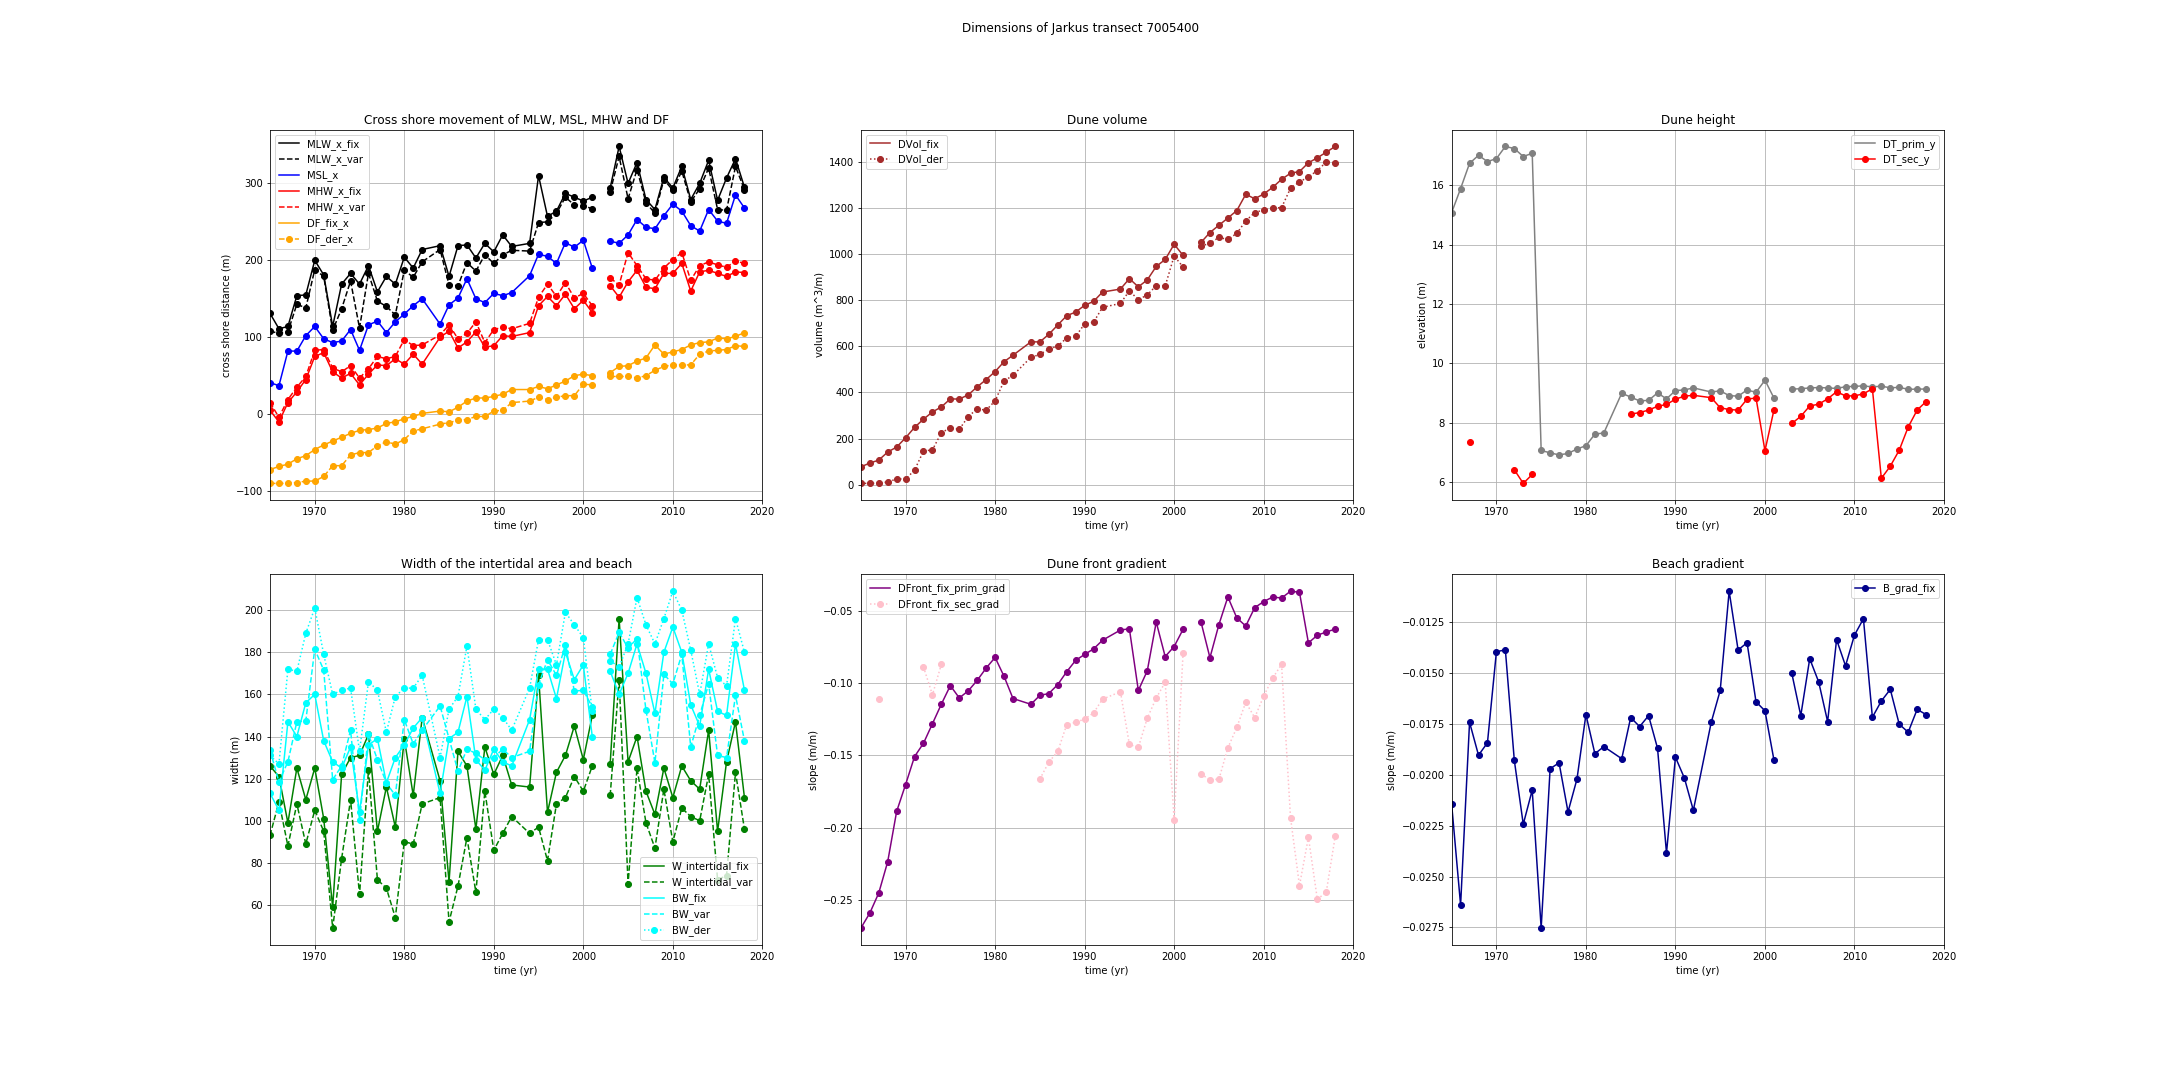 Dimensions of Jarkus transect 7005400
Cross shore movement of MLW, MSL, MHW and DF
MLW_x_fix
MLW_x_var
MSL_x
MHW_x_fix
MHW_x_var
DF_fix_x
DF_der_x
cross shore distance (m)
300
200
100
0
−100
1970 1980 1990 2000 2010 2020
time (yr)
Dune volume
DVol_fix
DVol_der
volume (m^3/m)
1400
1200
1000
800
600
400
200
0
1970 1980 1990 2000 2010 2020
time (yr)
Dune height
DT_prim_y
DT_sec_y
elevation (m)
16
14
12
10
8
6
1970 1980 1990 2000 2010 2020
time (yr)
Width of the intertidal area and beach
width (m)
200
180
160
140
120
100
80
60
W_intertidal_fix
W_intertidal_var
BW_fix
BW_var
BW_der
1970 1980 1990 2000 2010 2020
time (yr)
Dune front gradient
DFront_fix_prim_grad
DFront_fix_sec_grad
slope (m/m)
−0.05
−0.10
−0.15
−0.20
−0.25
1970 1980 1990 2000 2010 2020
time (yr)
Beach gradient
B_grad_fix
slope (m/m)
−0.0125
−0.0150
−0.0175
−0.0200
−0.0225
−0.0250
−0.0275
1970 1980 1990 2000 2010 2020
time (yr)